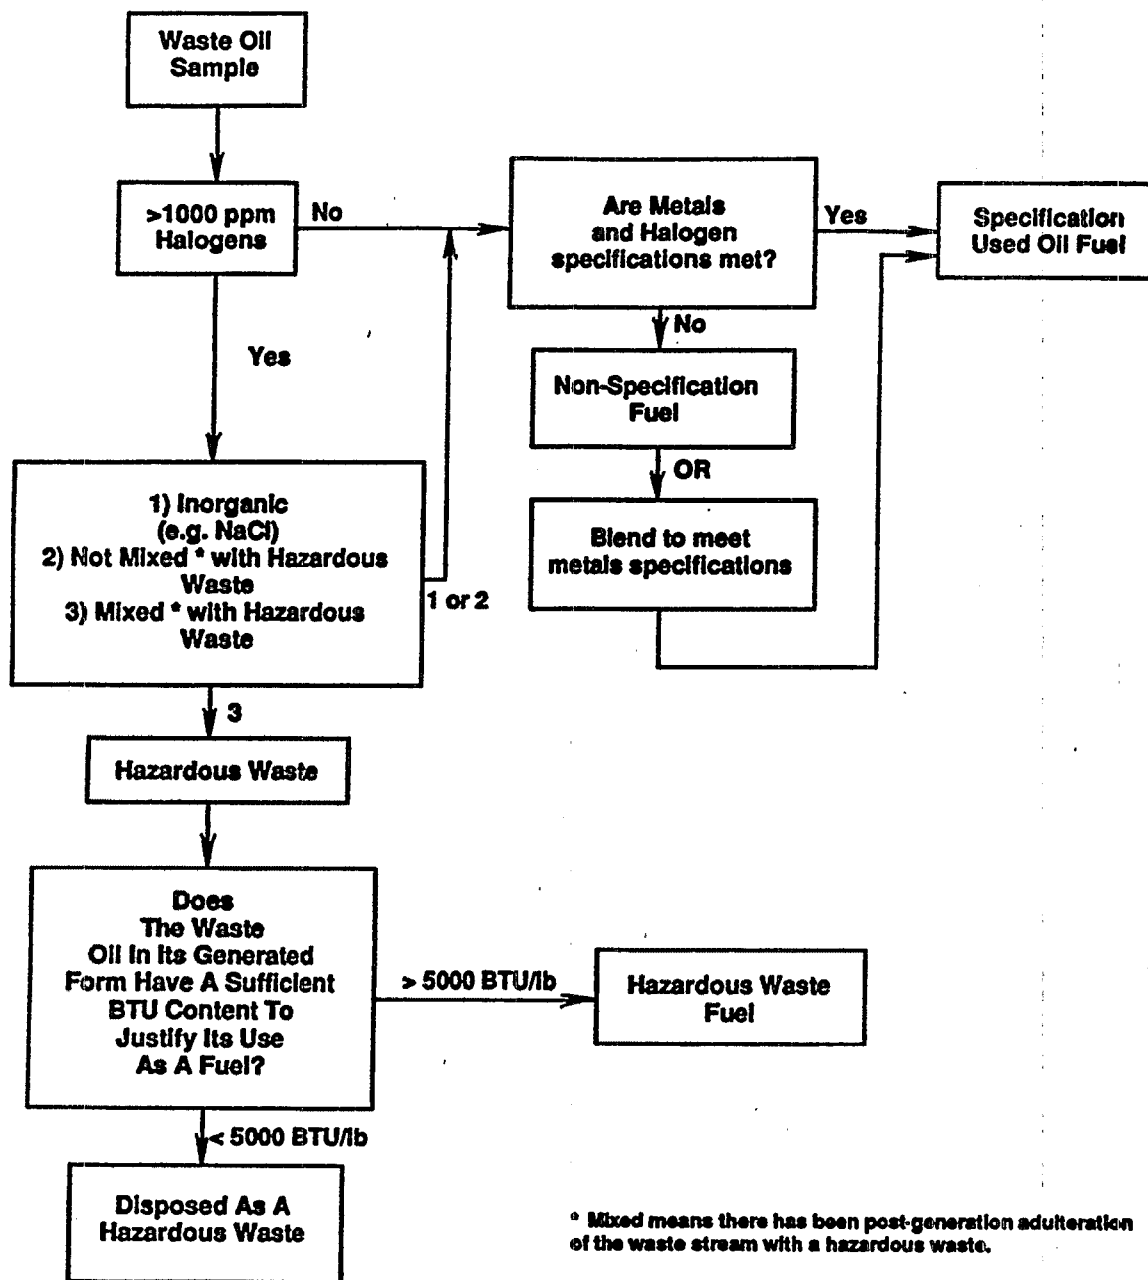 Waste Oil
Sample
>1000 ppm
Halogens
No
Are Metals
and Halogen
specifications met?
Yes
Specification
Used Oil Fuel
No
Yes
Non-Specification
Fuel
OR
Blend to meet
metals specifications
1) Inorganic
(e.g. NaCl)
2) Not Mixed * with Hazardous
Waste
3) Mixed * with Hazardous
Waste
1 or 2
3
Hazardous Waste
Does
The Waste
Oil In Its Generated
Form Have A Sufficient
BTU Content To
Justify Its Use
As A Fuel?
> 5000 BTU/lb
Hazardous Waste
Fuel
< 5000 BTU/lb
Disposed As A
Hazardous Waste
* Mixed means there has been post-generation adulteration
of the waste stream with a hazardous waste.